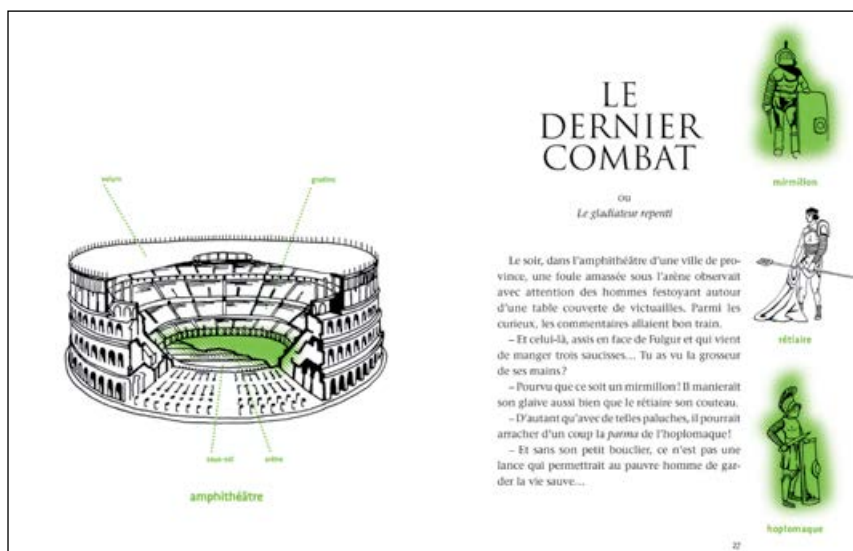 velum
gradins
sous-sol
arène
amphithéâtre
LE
DERNIER
COMBAT
ou
Le gladiateur repenti
Le soir, dans l'amphithéâtre d'une ville de pro-
vince, une foule amassée sous l'arène observait
avec attention des hommes festoyant autour
d'une table couverte de victuailles. Parmi les
curieux, les commentaires allaient bon train.
– Et celui-là, assis en face de Fulgur et qui vient
de manger trois saucisses… Tu as vu la grosseur
de ses mains ?
– Pourvu que ce soit un mirmillon ! Il manierait
son glaive aussi bien que le rétiaire son couteau.
– D'autant qu'avec de telles paluches, il pourrait
arracher d'un coup la parma de l'hoplomaque !
– Et sans son petit bouclier, ce n'est pas une
lance qui permettrait au pauvre homme de gar-
der la vie sauve…
mirmillon
rétiaire
hoplomaque
27